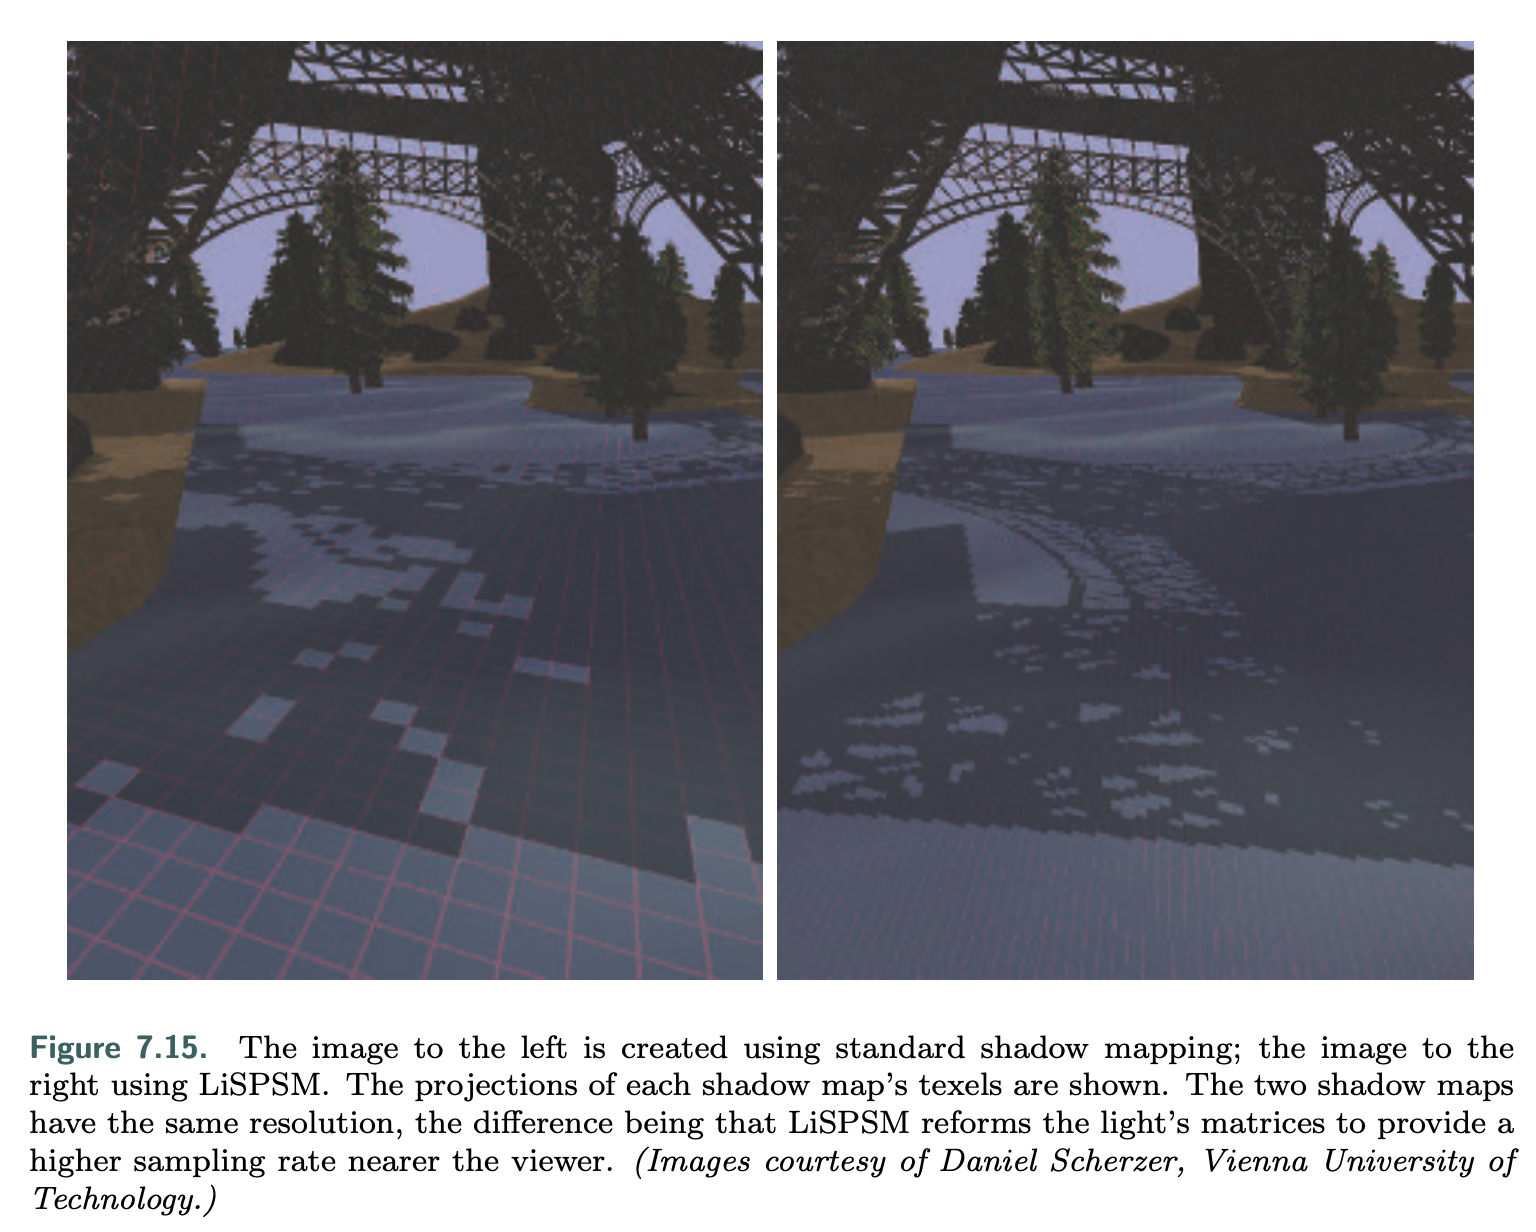 Figure 7.15. The image to the left is created using standard shadow mapping; the image to the
right using LiSPSM. The projections of each shadow map's texels are shown. The two shadow maps
have the same resolution, the difference being that LiSPSM reforms the light's matrices to provide a
higher sampling rate nearer the viewer. (Images courtesy of Daniel Scherzer, Vienna University of
Technology.)